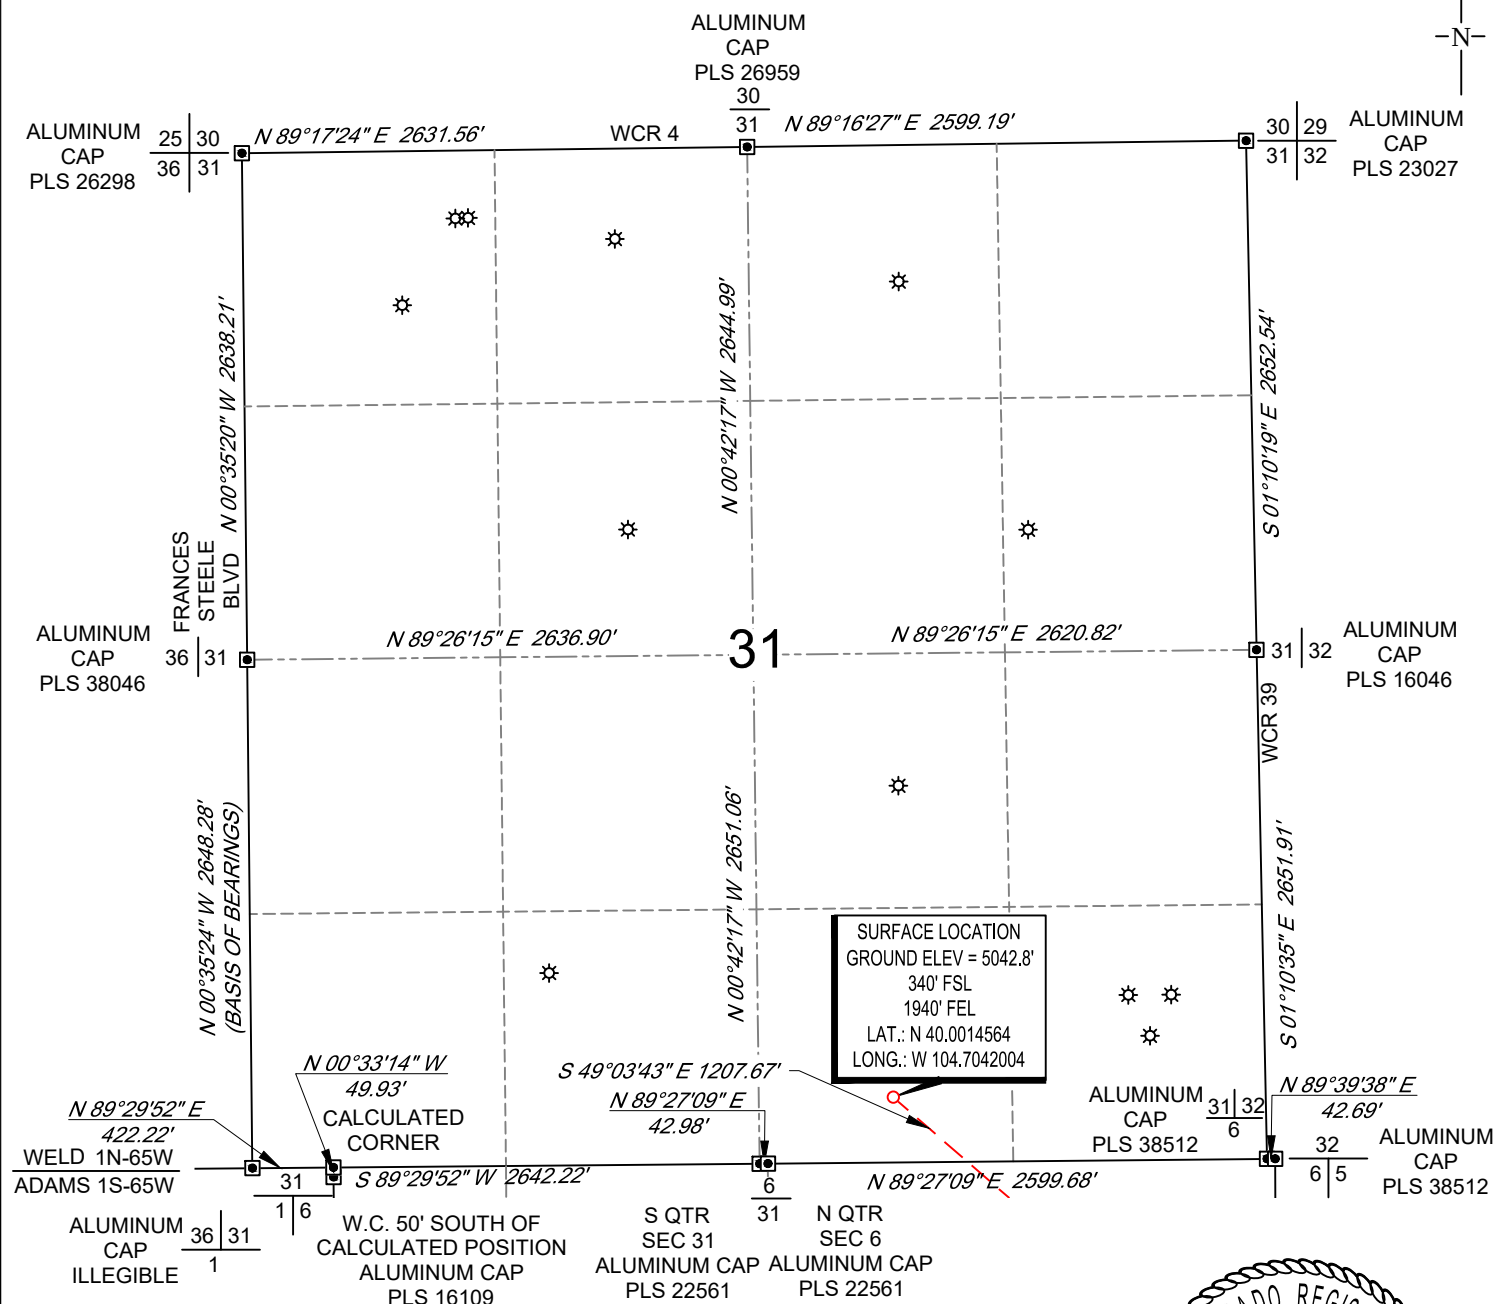 ALUMINUM
CAP
PLS 26959
30
31
-N-
ALUMINUM
CAP
PLS 26298
25 30
36 31
N 89°17'24" E 2631.56'
WCR 4
N 89°16'27" E 2599.19'
30 29
31 32
ALUMINUM
CAP
PLS 23027
N 00°35'20" W 2638.21'
N 00°42'17" W 2644.99'
S 01°10'19" E 2652.54'
FRANCES
STEELE
BLVD
ALUMINUM
CAP
PLS 38046
36 31
N 89°26'15" E 2636.90'
31
N 89°26'15" E 2620.82'
31 32
ALUMINUM
CAP
PLS 16046
WCR 39
N 00°35'24" W 2648.28'
(BASIS OF BEARINGS)
N 00°42'17" W 2651.06'
S 01°10'35" E 2651.91'
SURFACE LOCATION
GROUND ELEV = 5042.8'
340' FSL
1940' FEL
LAT.: N 40.0014564
LONG.: W 104.7042004
N 00°33'14" W
49.93'
CALCULATED
CORNER
S 49°03'43" E 1207.67'
N 89°27'09" E
42.98'
ALUMINUM
CAP
PLS 38512
31 32
6
N 89°39'38" E
42.69'
N 89°29'52" E
422.22'
WELD 1N-65W
ADAMS 1S-65W
31
1 6
S 89°29'52" W 2642.22'
6
31
N 89°27'09" E 2599.68'
32
6 5
ALUMINUM
CAP
PLS 38512
ALUMINUM
CAP
ILLEGIBLE
36 31
1
W.C. 50' SOUTH OF
CALCULATED POSITION
ALUMINUM CAP
PLS 16109
S QTR
SEC 31
ALUMINUM CAP
PLS 22561
N QTR
SEC 6
ALUMINUM CAP
PLS 22561